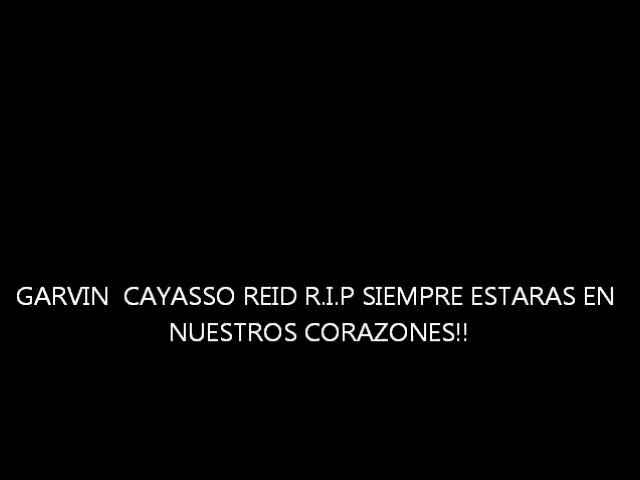 GARVIN  CAYASSO REID R.I.P SIEMPRE ESTARAS EN
NUESTROS CORAZONES!!